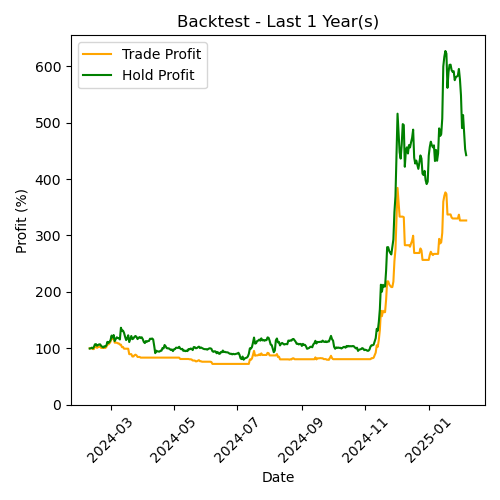 Backtest - Last 1 Year(s)
Trade Profit
Hold Profit
Profit (%)
600
500
400
300
200
100
0
2024-03
2024-05
2024-07
2024-09
2024-11
2025-01
Date